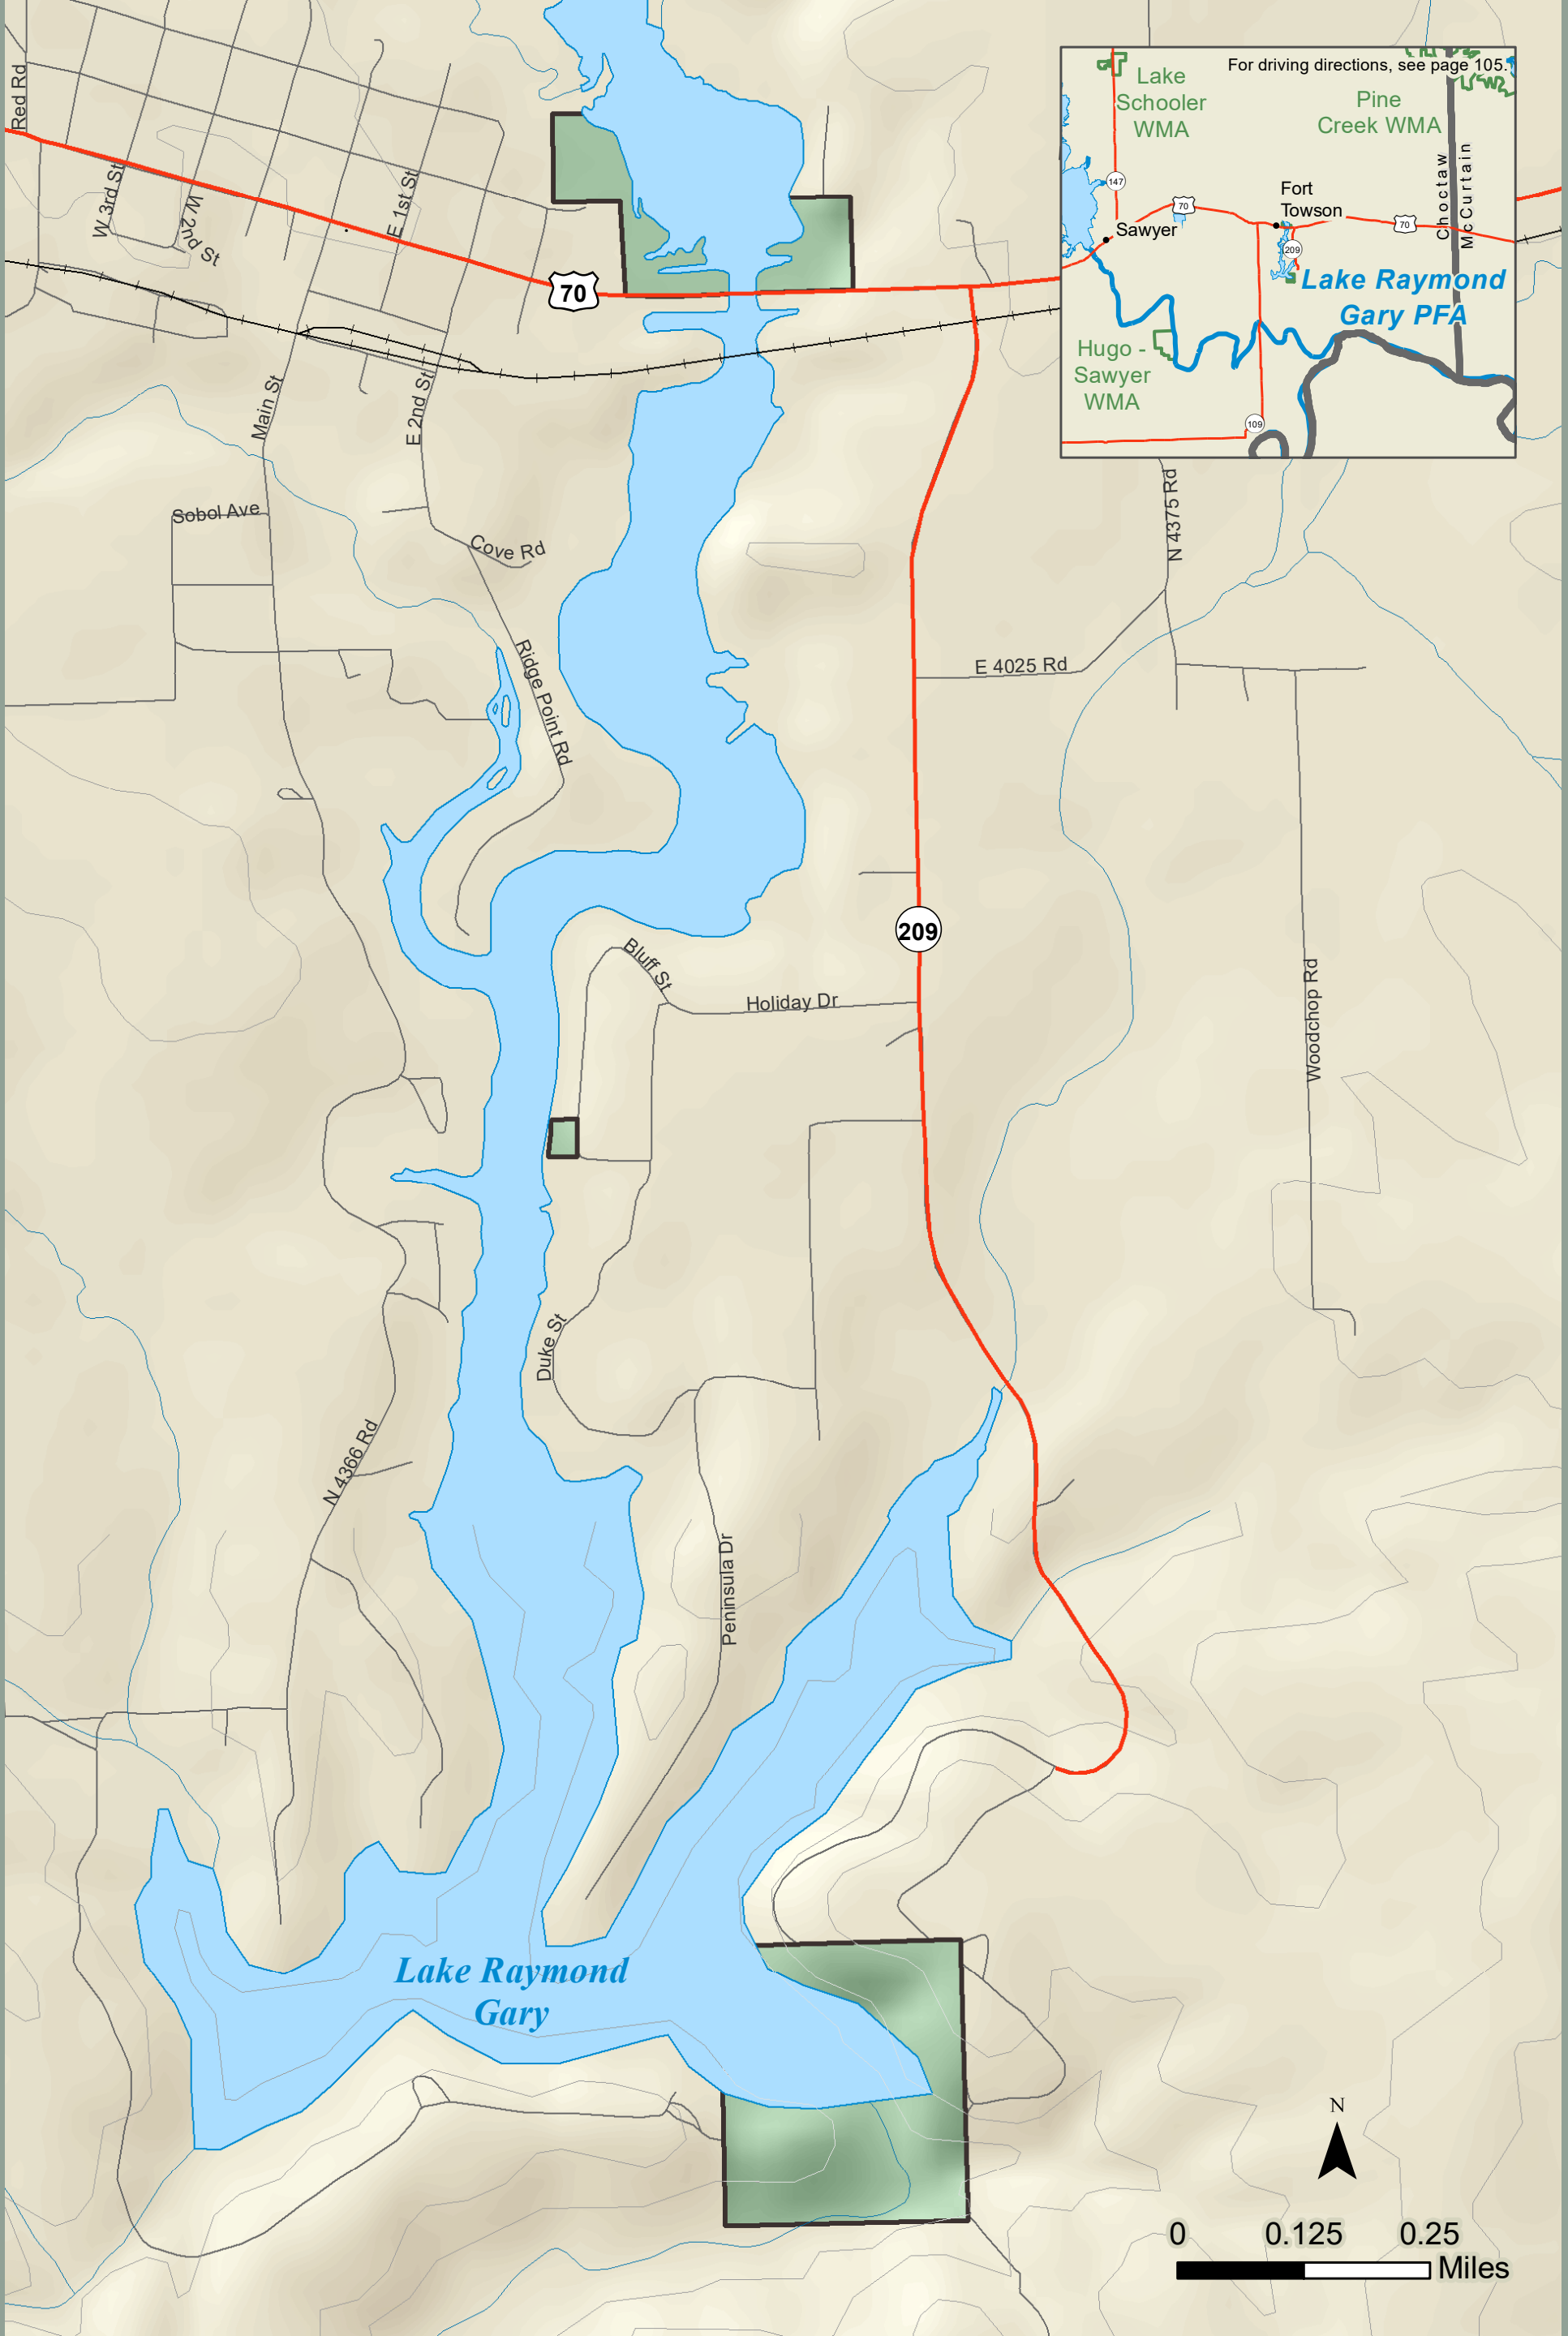 For driving directions, see page 105.
Lake
Schooler
WMA
Pine
Creek WMA
147
70
Fort
Towson
Sawyer
70
209
Choctaw
McCurtain
Lake Raymond
Gary PFA
Hugo -
Sawyer
WMA
109
Red Rd
W 3rd St
W 2nd St
E 1st St
70
Main St
E 2nd St
Sobol Ave
Cove Rd
N 4375 Rd
Ridge Point Rd
E 4025 Rd
209
Bluff St
Holiday Dr
Woodchop Rd
Duke St
N 4366 Rd
Peninsula Dr
Lake Raymond
Gary
N
0 0.125 0.25
Miles